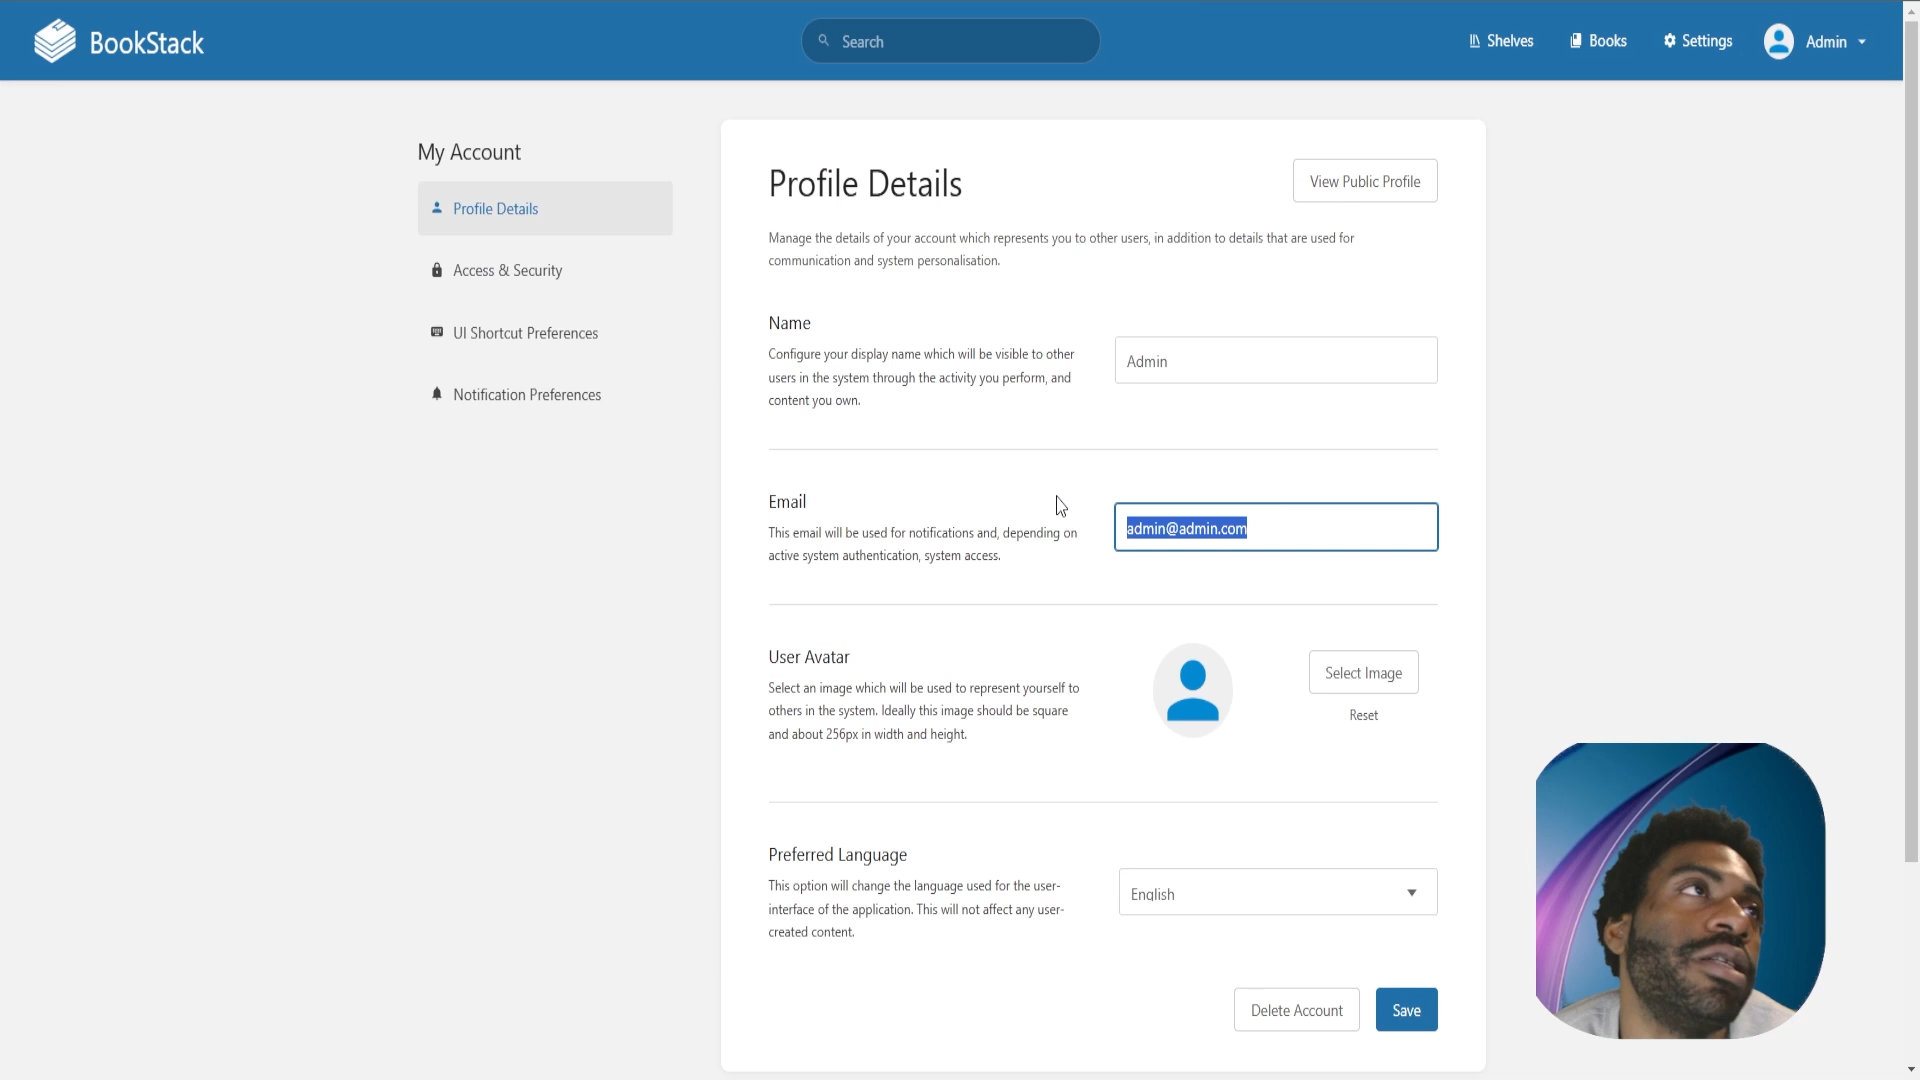 BookStack
Search
Shelves
Books
Settings
Admin
My Account
Profile Details
Access & Security
UI Shortcut Preferences
Notification Preferences
Profile Details
View Public Profile
Manage the details of your account which represents you to other users, in addition to details that are used for
communication and system personalisation.
Name
Configure your display name which will be visible to other
users in the system through the activity you perform, and
content you own.
Admin
Email
This email will be used for notifications and, depending on
active system authentication, system access.
admin@admin.com
User Avatar
Select an image which will be used to represent yourself to
others in the system. Ideally this image should be square
and about 256px in width and height.
Select Image
Reset
Preferred Language
This option will change the language used for the user-
interface of the application. This will not affect any user-
created content.
English
Delete Account
Save